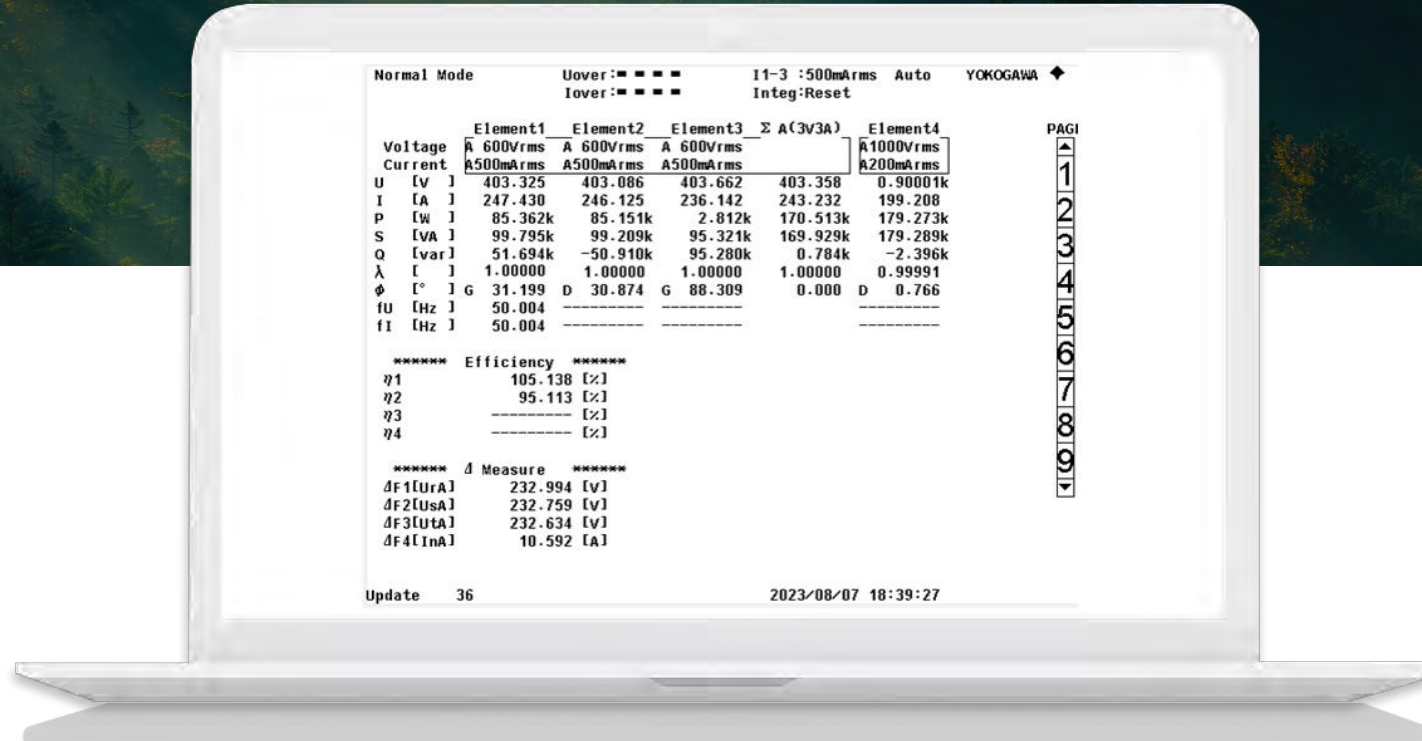 Normal Mode Uover:■ ■ ■ ■ I1-3 :500mArms Auto YOKOGAWA ◆
Iover:■ ■ ■ ■ Integ:Reset
Element1 Element2 Element3 Σ A(3V3A) Element4 PAGE
Voltage A 600Vrms A 600Vrms A 600Vrms A1000Vrms
Current A500mArms A500mArms A500mArms A200mArms
U [V ] 403.325 403.086 403.662 403.358 0.90001k
I [A ] 247.430 246.125 236.142 243.232 199.208
P [W ] 85.362k 85.151k 2.812k 170.513k 179.273k
S [VA ] 99.795k 99.209k 95.321k 169.929k 179.289k
Q [var] 51.694k -50.910k 95.280k 0.784k -2.396k
λ [ ] 1.00000 1.00000 1.00000 1.00000 0.99991
φ [° ] G 31.199 D 30.874 G 88.309 0.000 D 0.766
fU [Hz ] 50.004 --------- --------- ---------
fI [Hz ] 50.004 --------- --------- ---------
****** Efficiency ******
η1 105.138 [%]
η2 95.113 [%]
η3 --------- [%]
η4 --------- [%]
****** Δ Measure ******
ΔF1[UrA] 232.994 [V]
ΔF2[UsA] 232.759 [V]
ΔF3[UtA] 232.634 [V]
ΔF4[InA] 10.592 [A]
Update 36 2023/08/07 18:39:27
1
2
3
4
5
6
7
8
9